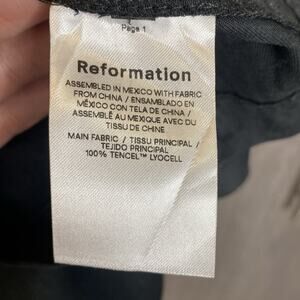 Page 1
Reformation
ASSEMBLED IN MEXICO WITH FABRIC
FROM CHINA / ENSAMBLADO EN
MÉXICO CON TELA DE CHINA /
ASSEMBLÉ AU MEXIQUE AVEC DU
TISSU DE CHINE
MAIN FABRIC / TISSU PRINCIPAL /
TEJIDO PRINCIPAL
100% TENCEL™ LYOCELL